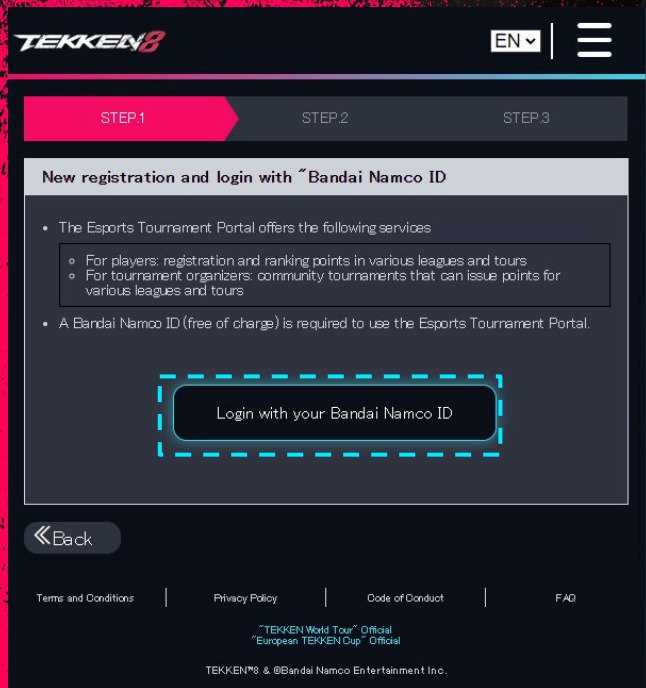 TEKKEN8
EN
STEP.1 STEP.2 STEP.3
New registration and login with ˝Bandai Namco ID
• The Esports Tournament Portal offers the following services
For players: registration and ranking points in various leagues and tours
For tournament organizers: community tournaments that can issue points for
various leagues and tours
• A Bandai Namco ID (free of charge) is required to use the Esports Tournament Portal.
Login with your Bandai Namco ID
≪Back
Terms and Conditions | Privacy Policy | Code of Conduct | FAQ
˝TEKKEN World Tour˝ Official
˝European TEKKEN Cup˝ Official
TEKKEN™8 & ©Bandai Namco Entertainment Inc.